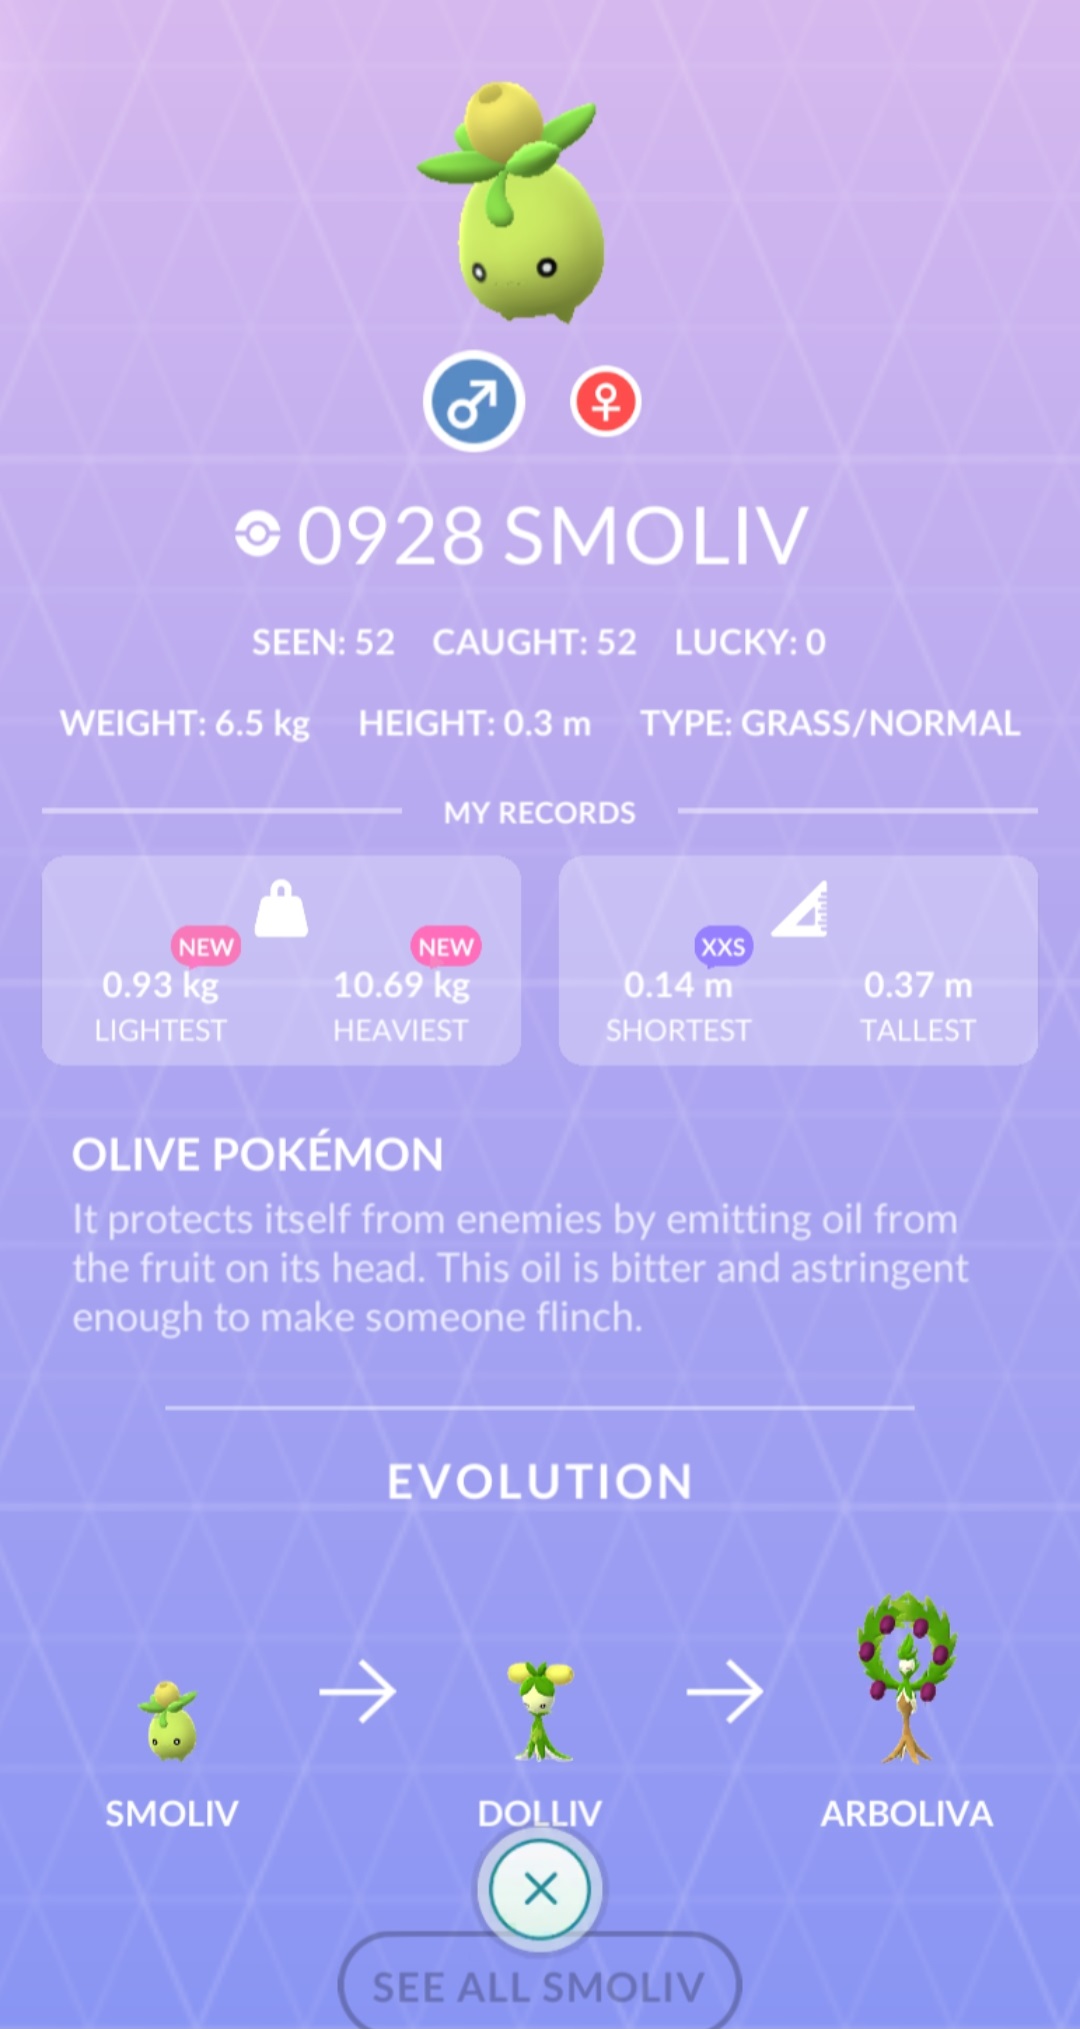 0928 SMOLIV
SEEN: 52 CAUGHT: 52 LUCKY: 0
WEIGHT: 6.5 kg HEIGHT: 0.3 m TYPE: GRASS/NORMAL
MY RECORDS
NEW NEW XXS
0.93 kg 10.69 kg 0.14 m 0.37 m
LIGHTEST HEAVIEST SHORTEST TALLEST
OLIVE POKÉMON
It protects itself from enemies by emitting oil from
the fruit on its head. This oil is bitter and astringent
enough to make someone flinch.
EVOLUTION
SMOLIV DOLLIV ARBOLIVA
SEE ALL SMOLIV